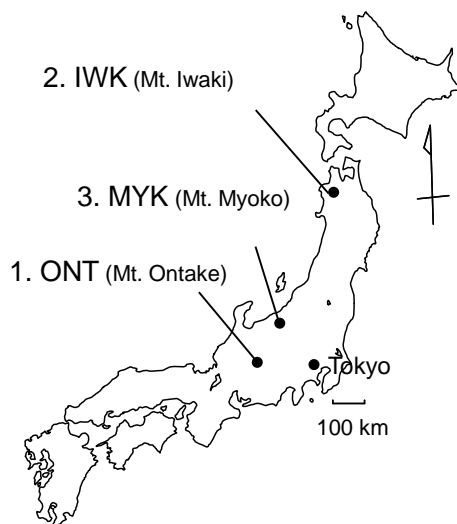 2. IWK (Mt. Iwaki)
3. MYK (Mt. Myoko)
1. ONT (Mt. Ontake)
Tokyo
100 km